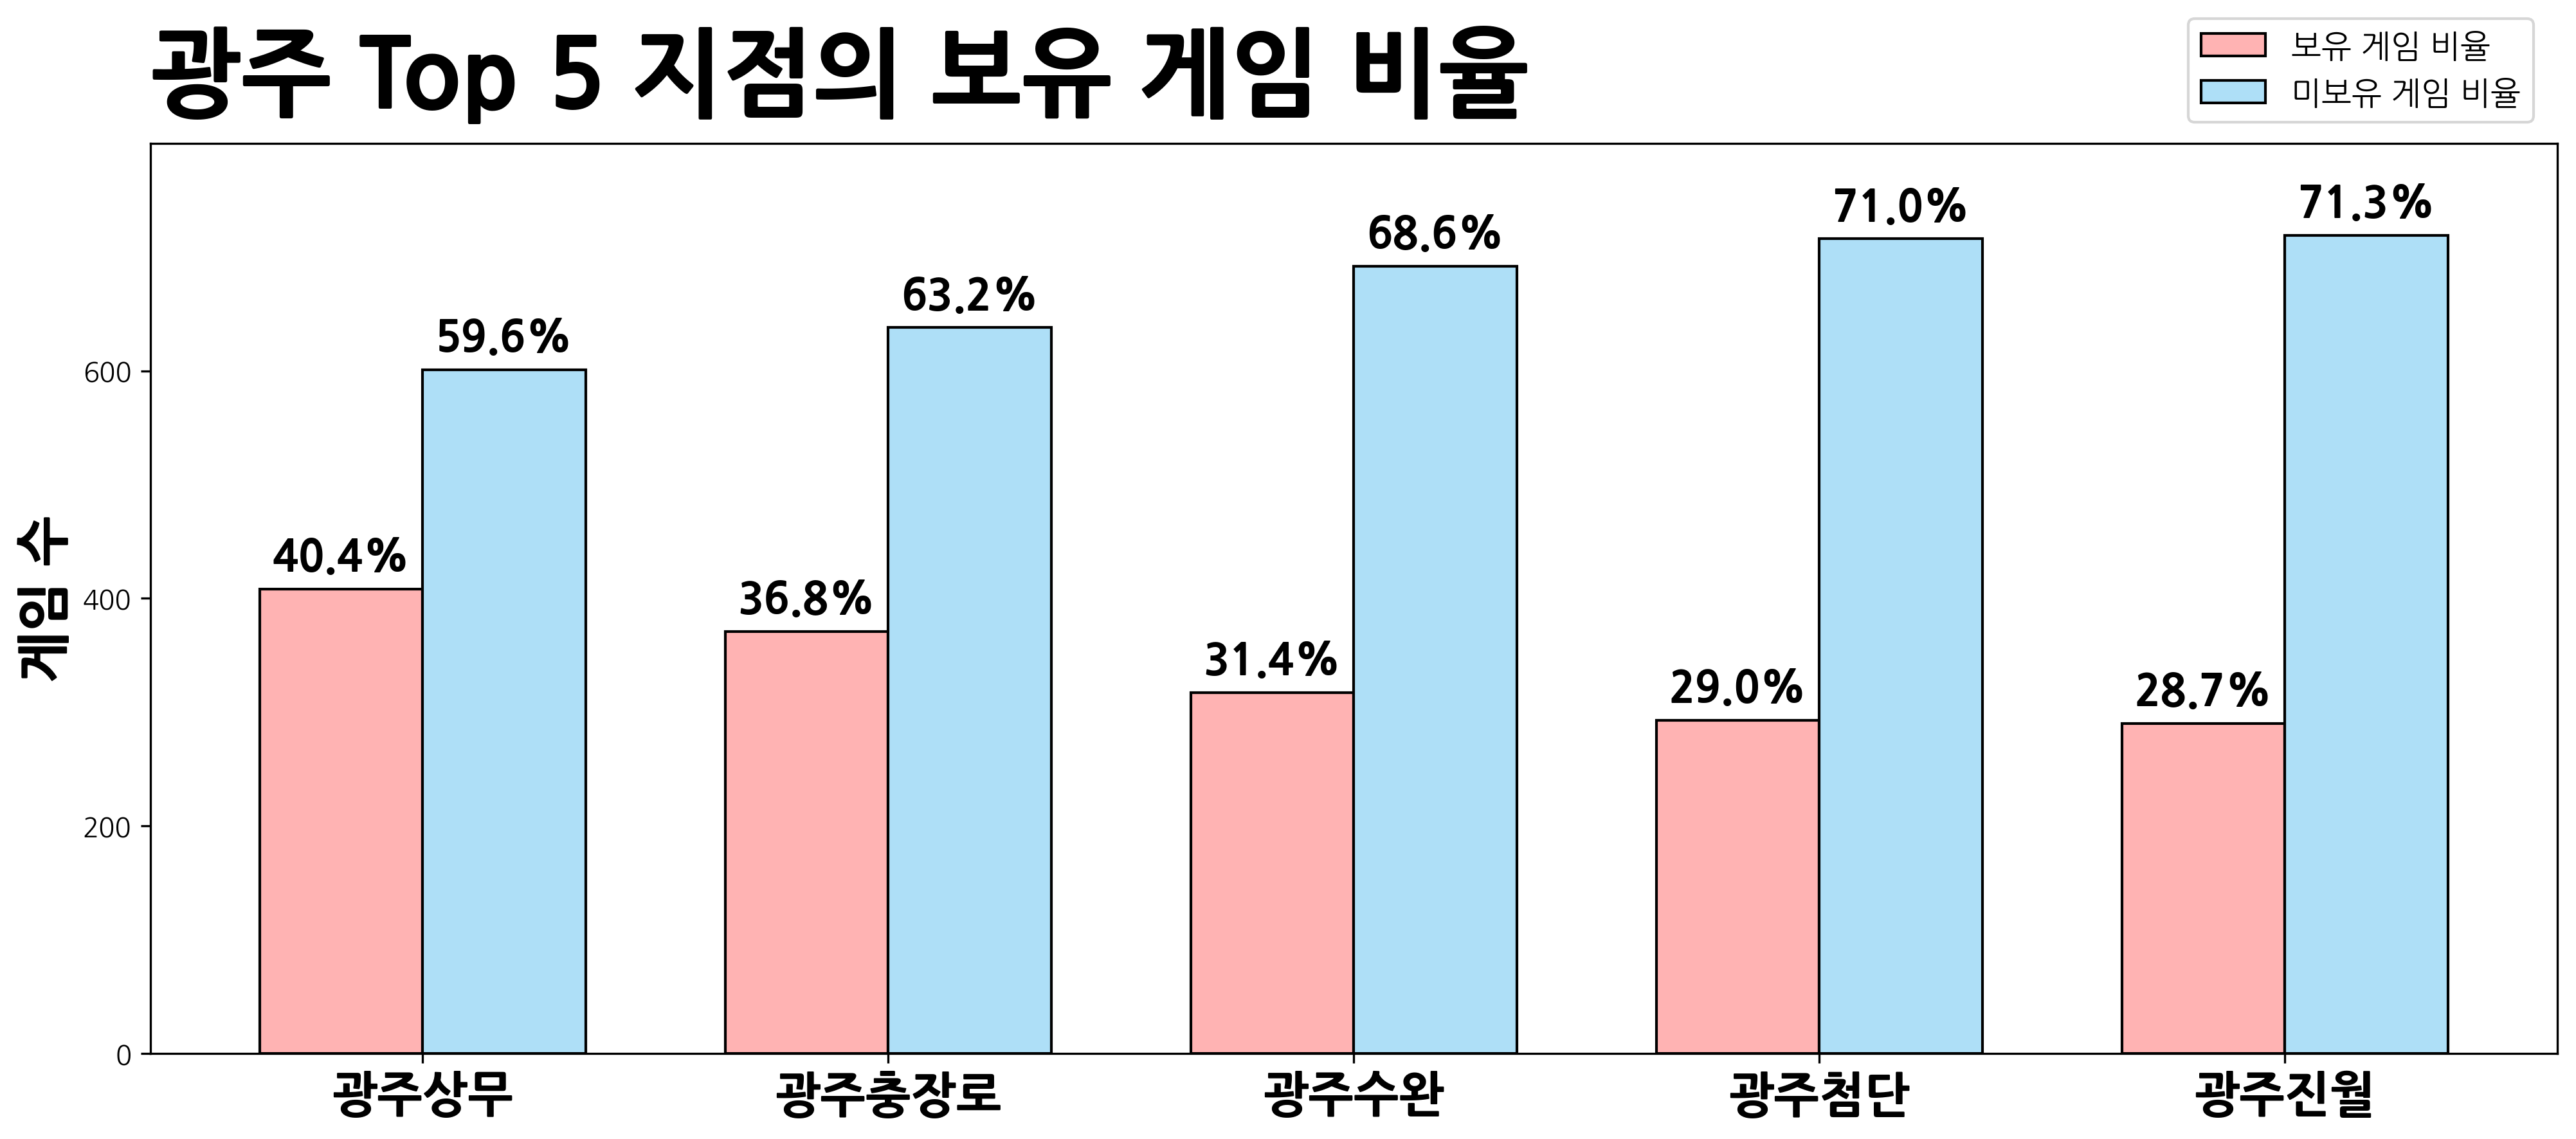 광주 Top 5 지점의 보유 게임 비율
보유 게임 비율
미보유 게임 비율
게임 수
600
400
200
0
40.4%
59.6%
36.8%
63.2%
31.4%
68.6%
29.0%
71.0%
28.7%
71.3%
광주상무
광주충장로
광주수완
광주첨단
광주진월